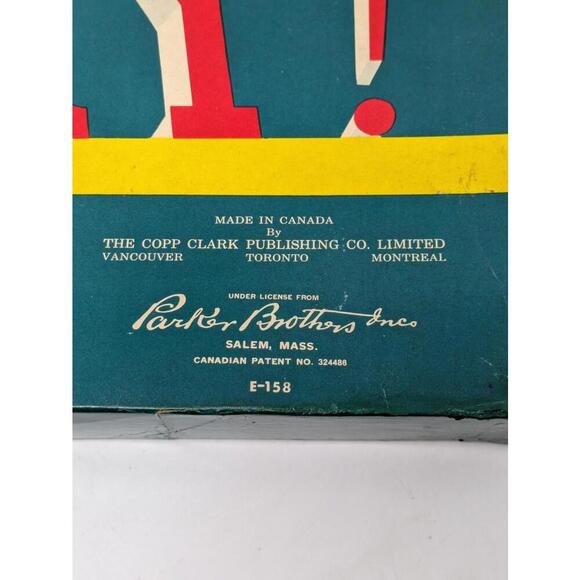 Y!
MADE IN CANADA
By
THE COPP CLARK PUBLISHING CO. LIMITED
VANCOUVER TORONTO MONTREAL
UNDER LICENSE FROM
Parker Brothers Inco
SALEM, MASS.
CANADIAN PATENT NO. 324486
E-158